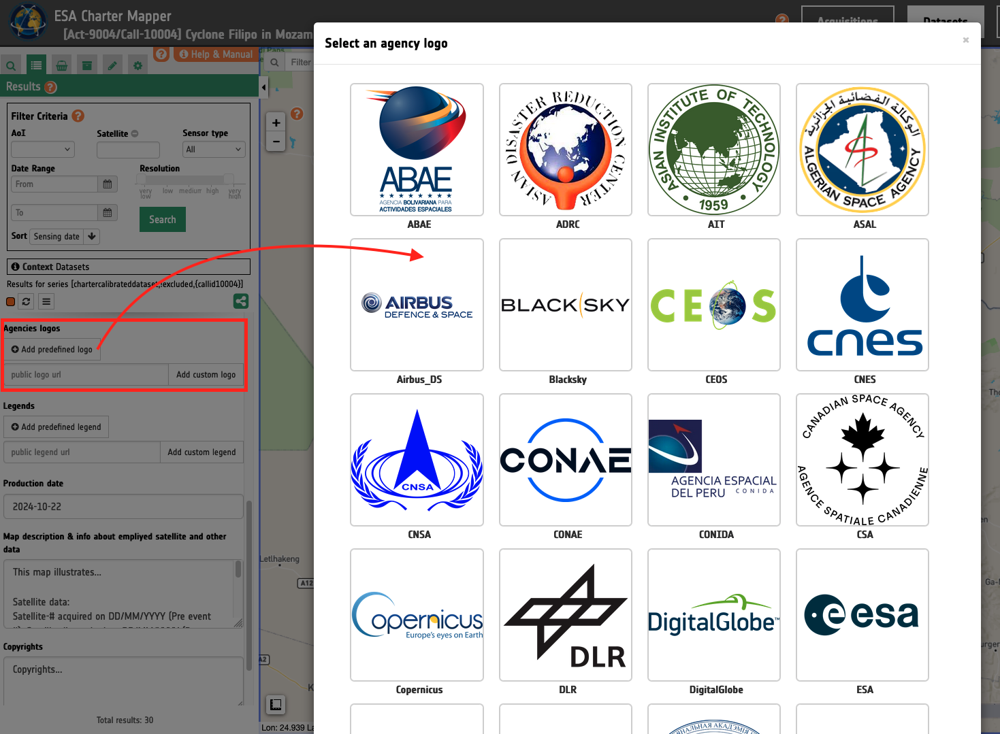 ESA Charter Mapper
[Act-9004/Call-10004] Cyclone Filipo in Mozam
Acquisitions
Datasets
Help & Manual
Results
Filter Criteria
AoI
Satellite
Sensor type
All
Date Range
Resolution
From
very low
low
medium
high
very high
To
Search
Sort
Sensing date
Context Datasets
Results for series [chartercalibrateddataset,!excluded,{callid10004}]
Agencies logos
Add predefined logo
public logo url
Add custom logo
Legends
Add predefined legend
public legend url
Add custom legend
Production date
2024-10-22
Map description & info about empliyed satellite and other
data
This map illustrates...
Satellite data:
Satellite-# acquired on DD/MM/YYYY (Pre event
Copyrights
Copyrights...
Total results: 30
Filter
+
−
Letlhakeng
A12
A2
Lon: 24.939 La
Select an agency logo
×
ABAE
AGENCIA BOLIVARIANA PARA
ACTIVIDADES ESPACIALES
ABAE
ASIAN DISASTER REDUCTION CENTER
ADRC
ASIAN INSTITUTE OF TECHNOLOGY
1959
AIT
الوكالة الفضائية الجزائرية
ALGERIAN SPACE AGENCY
ASAL
AIRBUS
DEFENCE & SPACE
Airbus_DS
BLACKSKY
Blacksky
CEOS
CEOS
cnes
CNES
CNSA
CNSA
CONAE
CONAE
AGENCIA ESPACIAL
DEL PERU CONIDA
CONIDA
CANADIAN SPACE AGENCY
AGENCE SPATIALE CANADIENNE
CSA
opernicus
Europe's eyes on Earth
Copernicus
DLR
DLR
DigitalGlobe™
DigitalGlobe
esa
ESA